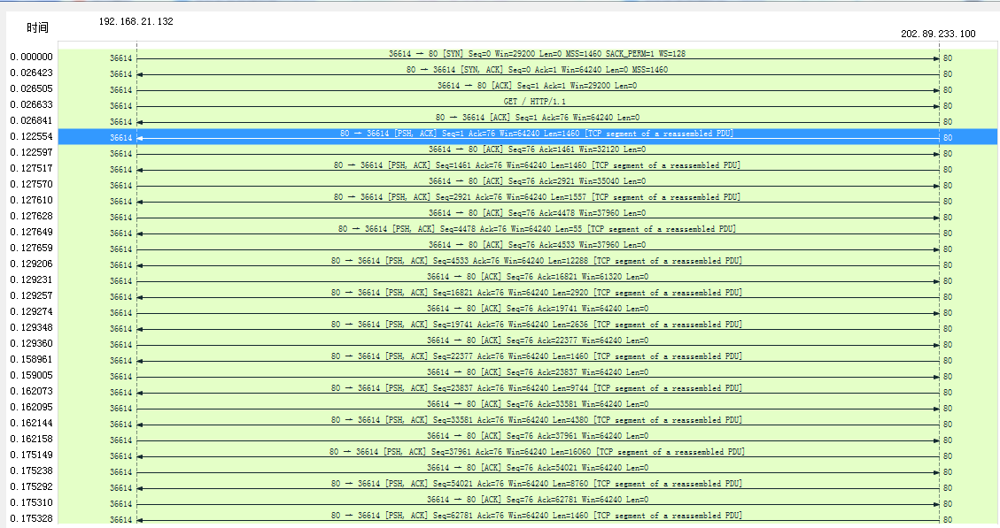 时间
192.168.21.132
202.89.233.100
0.000000 36614 36614 → 80 [SYN] Seq=0 Win=29200 Len=0 MSS=1460 SACK_PERM=1 WS=128 80
0.026423 36614 80 → 36614 [SYN, ACK] Seq=0 Ack=1 Win=64240 Len=0 MSS=1460 80
0.026505 36614 36614 → 80 [ACK] Seq=1 Ack=1 Win=29200 Len=0 80
0.026633 36614 GET / HTTP/1.1 80
0.026841 36614 80 → 36614 [ACK] Seq=1 Ack=76 Win=64240 Len=0 80
0.122554 36614 80 → 36614 [PSH, ACK] Seq=1 Ack=76 Win=64240 Len=1460 [TCP segment of a reassembled PDU] 80
0.122597 36614 36614 → 80 [ACK] Seq=76 Ack=1461 Win=32120 Len=0 80
0.127517 36614 80 → 36614 [PSH, ACK] Seq=1461 Ack=76 Win=64240 Len=1460 [TCP segment of a reassembled PDU] 80
0.127570 36614 36614 → 80 [ACK] Seq=76 Ack=2921 Win=35040 Len=0 80
0.127610 36614 80 → 36614 [PSH, ACK] Seq=2921 Ack=76 Win=64240 Len=1557 [TCP segment of a reassembled PDU] 80
0.127628 36614 36614 → 80 [ACK] Seq=76 Ack=4478 Win=37960 Len=0 80
0.127649 36614 80 → 36614 [PSH, ACK] Seq=4478 Ack=76 Win=64240 Len=55 [TCP segment of a reassembled PDU] 80
0.127659 36614 36614 → 80 [ACK] Seq=76 Ack=4533 Win=37960 Len=0 80
0.129206 36614 80 → 36614 [PSH, ACK] Seq=4533 Ack=76 Win=64240 Len=12288 [TCP segment of a reassembled PDU] 80
0.129231 36614 36614 → 80 [ACK] Seq=76 Ack=16821 Win=61320 Len=0 80
0.129257 36614 80 → 36614 [PSH, ACK] Seq=16821 Ack=76 Win=64240 Len=2920 [TCP segment of a reassembled PDU] 80
0.129274 36614 36614 → 80 [ACK] Seq=76 Ack=19741 Win=64240 Len=0 80
0.129348 36614 80 → 36614 [PSH, ACK] Seq=19741 Ack=76 Win=64240 Len=2636 [TCP segment of a reassembled PDU] 80
0.129360 36614 36614 → 80 [ACK] Seq=76 Ack=22377 Win=64240 Len=0 80
0.158961 36614 80 → 36614 [PSH, ACK] Seq=22377 Ack=76 Win=64240 Len=1460 [TCP segment of a reassembled PDU] 80
0.159005 36614 36614 → 80 [ACK] Seq=76 Ack=23837 Win=64240 Len=0 80
0.162073 36614 80 → 36614 [PSH, ACK] Seq=23837 Ack=76 Win=64240 Len=9744 [TCP segment of a reassembled PDU] 80
0.162095 36614 36614 → 80 [ACK] Seq=76 Ack=33581 Win=64240 Len=0 80
0.162144 36614 80 → 36614 [PSH, ACK] Seq=33581 Ack=76 Win=64240 Len=4380 [TCP segment of a reassembled PDU] 80
0.162158 36614 36614 → 80 [ACK] Seq=76 Ack=37961 Win=64240 Len=0 80
0.175149 36614 80 → 36614 [PSH, ACK] Seq=37961 Ack=76 Win=64240 Len=16060 [TCP segment of a reassembled PDU] 80
0.175238 36614 36614 → 80 [ACK] Seq=76 Ack=54021 Win=64240 Len=0 80
0.175292 36614 80 → 36614 [PSH, ACK] Seq=54021 Ack=76 Win=64240 Len=8760 [TCP segment of a reassembled PDU] 80
0.175310 36614 36614 → 80 [ACK] Seq=76 Ack=62781 Win=64240 Len=0 80
0.175328 36614 80 → 36614 [PSH, ACK] Seq=62781 Ack=76 Win=64240 Len=1460 [TCP segment of a reassembled PDU] 80